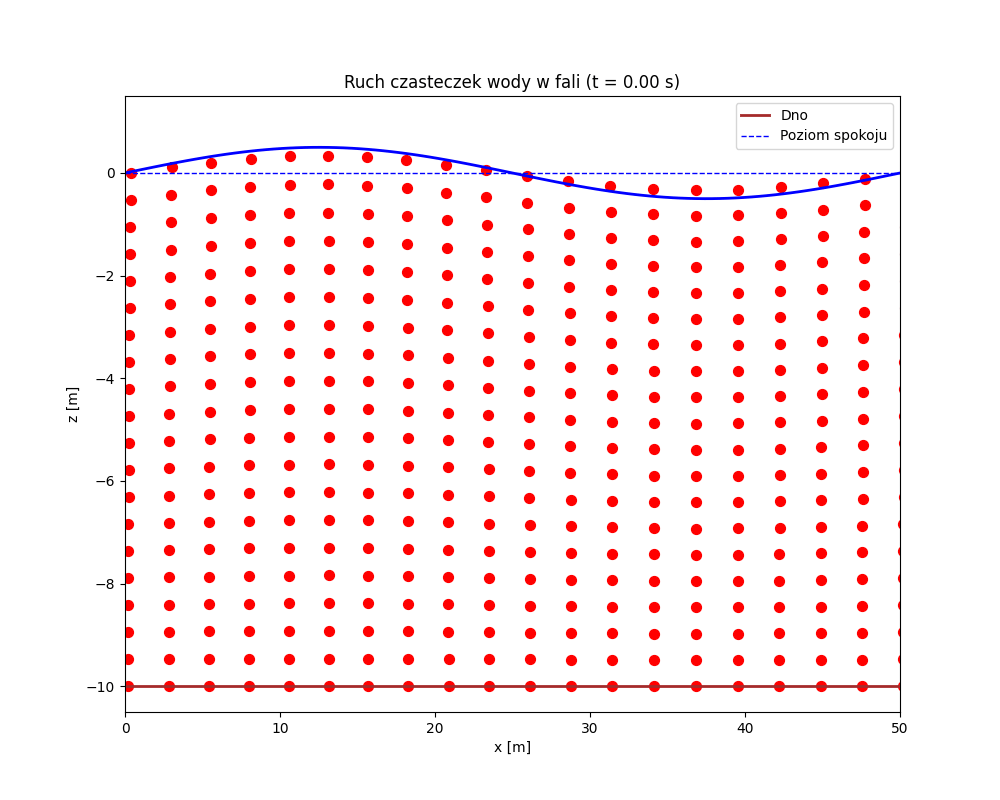 Ruch czasteczek wody w fali (t = 0.00 s)
Dno
Poziom spokoju
0
−2
−4
−6
−8
−10
z [m]
0 10 20 30 40 50
x [m]